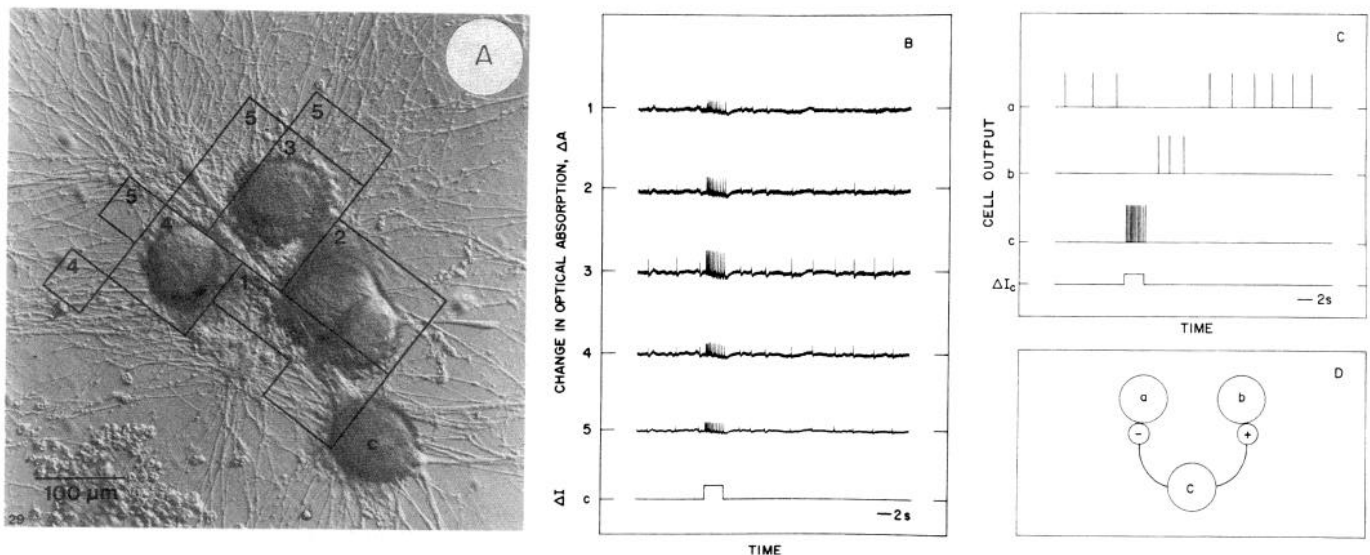 A
5
5
3
5
4
2
4
1
c
100 µm
29
B
CHANGE IN OPTICAL ABSORPTION, ΔA
1
2
3
4
5
ΔI c
2s
TIME
C
CELL OUTPUT
a
b
c
ΔIc
2s
TIME
D
a
b
-
+
C